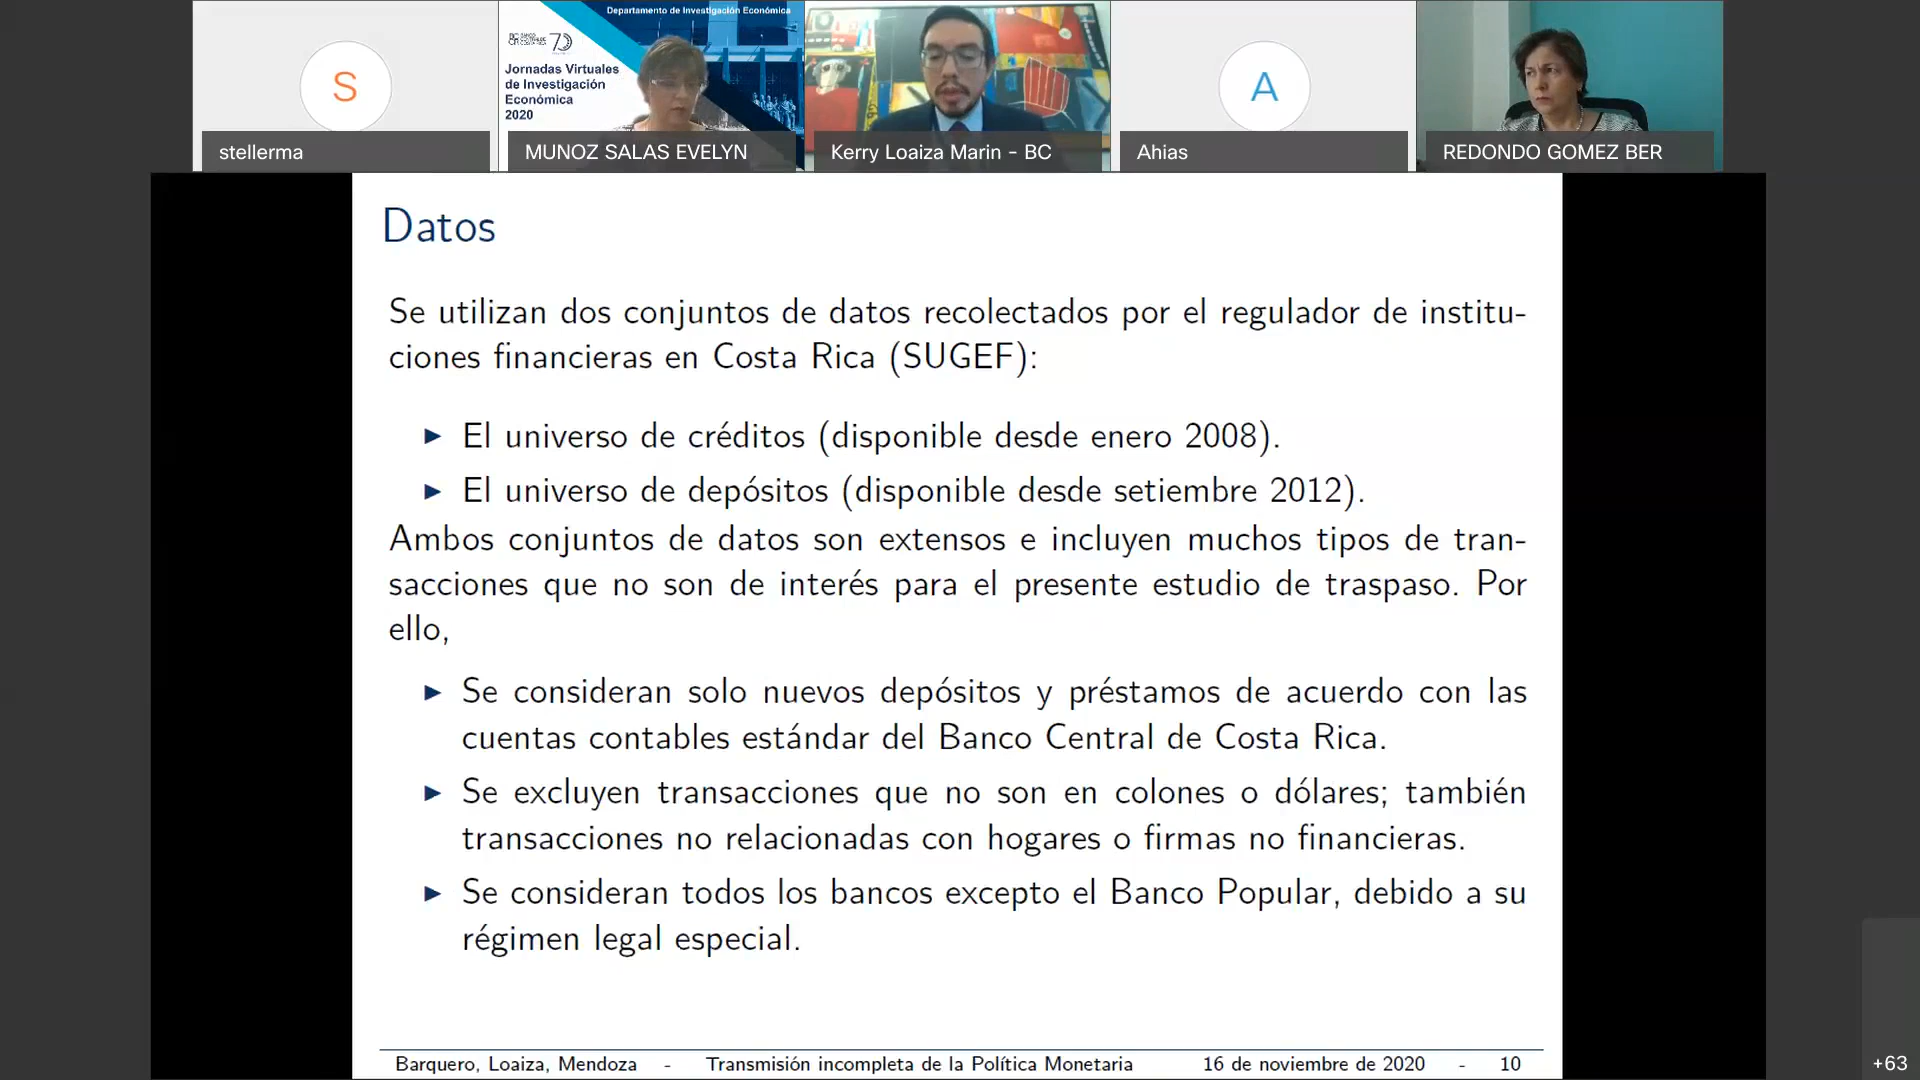 Departamento de Investigación Económica
Jornadas Virtuales
de Investigación
Económica
2020
S
A
stellerma
MUNOZ SALAS EVELYN
Kerry Loaiza Marin - BC
Ahias
REDONDO GOMEZ BER
Datos
Se utilizan dos conjuntos de datos recolectados por el regulador de institu-
ciones financieras en Costa Rica (SUGEF):
▶ El universo de créditos (disponible desde enero 2008).
▶ El universo de depósitos (disponible desde setiembre 2012).
Ambos conjuntos de datos son extensos e incluyen muchos tipos de tran-
sacciones que no son de interés para el presente estudio de traspaso. Por
ello,
▶ Se consideran solo nuevos depósitos y préstamos de acuerdo con las
cuentas contables estándar del Banco Central de Costa Rica.
▶ Se excluyen transacciones que no son en colones o dólares; también
transacciones no relacionadas con hogares o firmas no financieras.
▶ Se consideran todos los bancos excepto el Banco Popular, debido a su
régimen legal especial.
Barquero, Loaiza, Mendoza - Transmisión incompleta de la Política Monetaria 16 de noviembre de 2020 - 10
+63